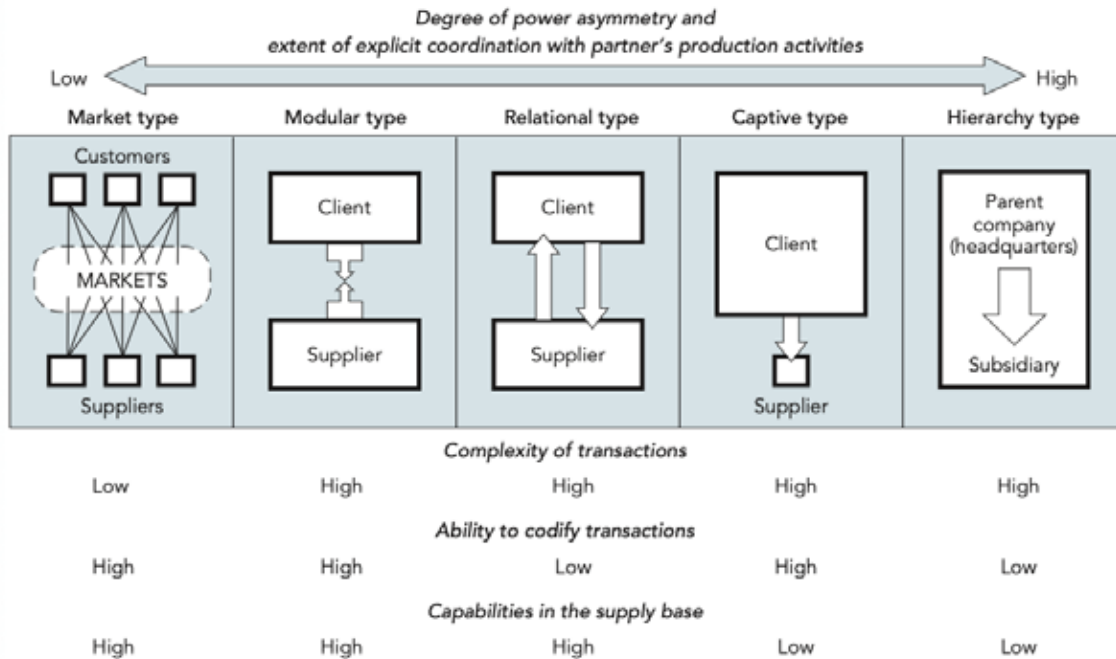 Degree of power asymmetry and
extent of explicit coordination with partner's production activities
Low
High
Market type
Modular type
Relational type
Captive type
Hierarchy type
Customers
MARKETS
Suppliers
Client
Supplier
Client
Supplier
Client
Supplier
Parent
company
(headquarters)
Subsidiary
Complexity of transactions
Low High High High High
Ability to codify transactions
High High Low High Low
Capabilities in the supply base
High High High Low Low